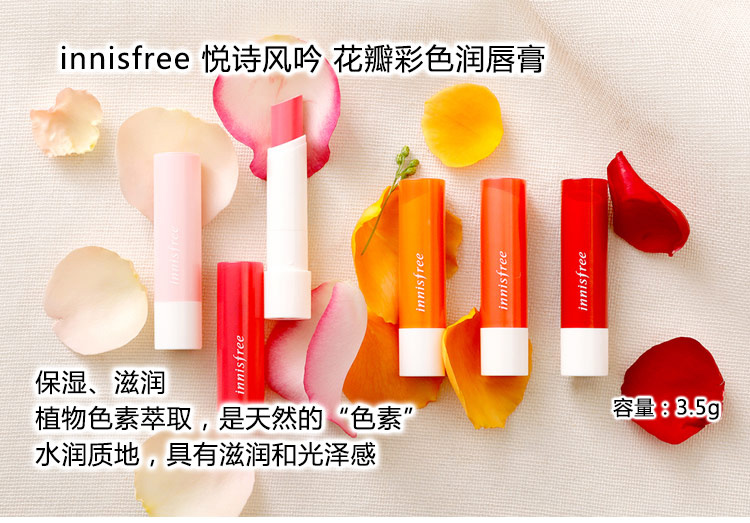 innisfree 悦诗风吟 花瓣彩色润唇膏
innisfree
innisfree
innisfree
innisfree
innisfree
保湿、滋润
植物色素萃取，是天然的“色素”
水润质地，具有滋润和光泽感
容量：3.5g